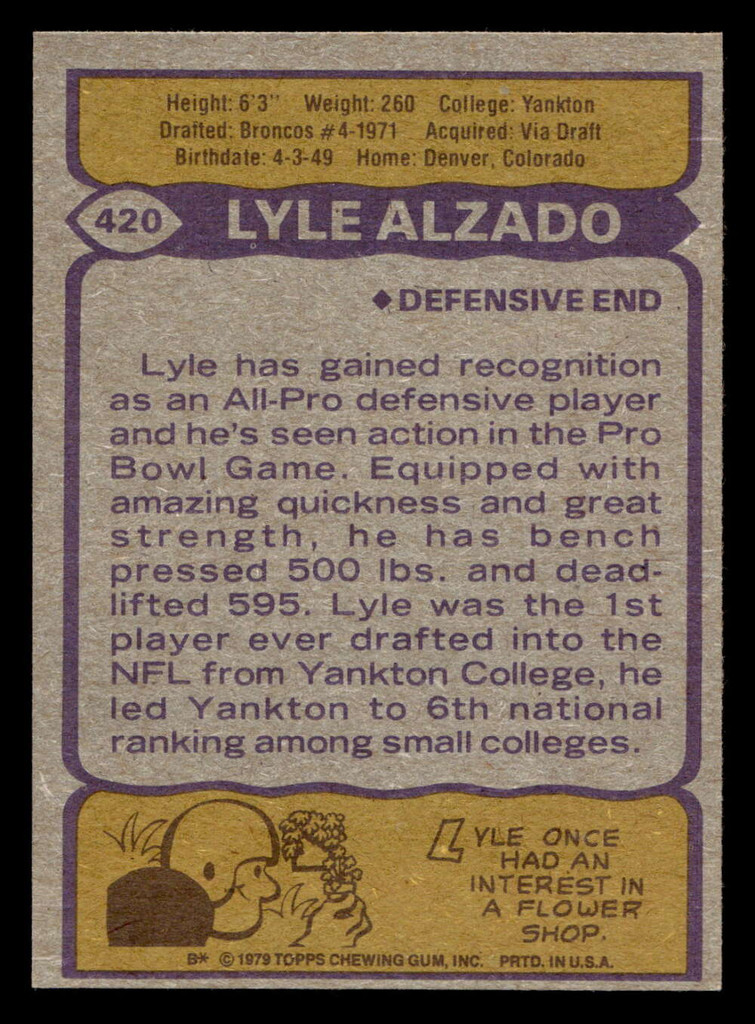 Height: 6'3" Weight: 260 College: Yankton
Drafted: Broncos #4-1971 Acquired: Via Draft
Birthdate: 4-3-49 Home: Denver, Colorado
420 LYLE ALZADO
◆ DEFENSIVE END
Lyle has gained recognition
as an All-Pro defensive player
and he's seen action in the Pro
Bowl Game. Equipped with
amazing quickness and great
strength, he has bench
pressed 500 lbs. and dead-
lifted 595. Lyle was the 1st
player ever drafted into the
NFL from Yankton College, he
led Yankton to 6th national
ranking among small colleges.
LYLE ONCE
HAD AN
INTEREST IN
A FLOWER
SHOP.
B* © 1979 TOPPS CHEWING GUM, INC. PRTD. IN U.S.A.